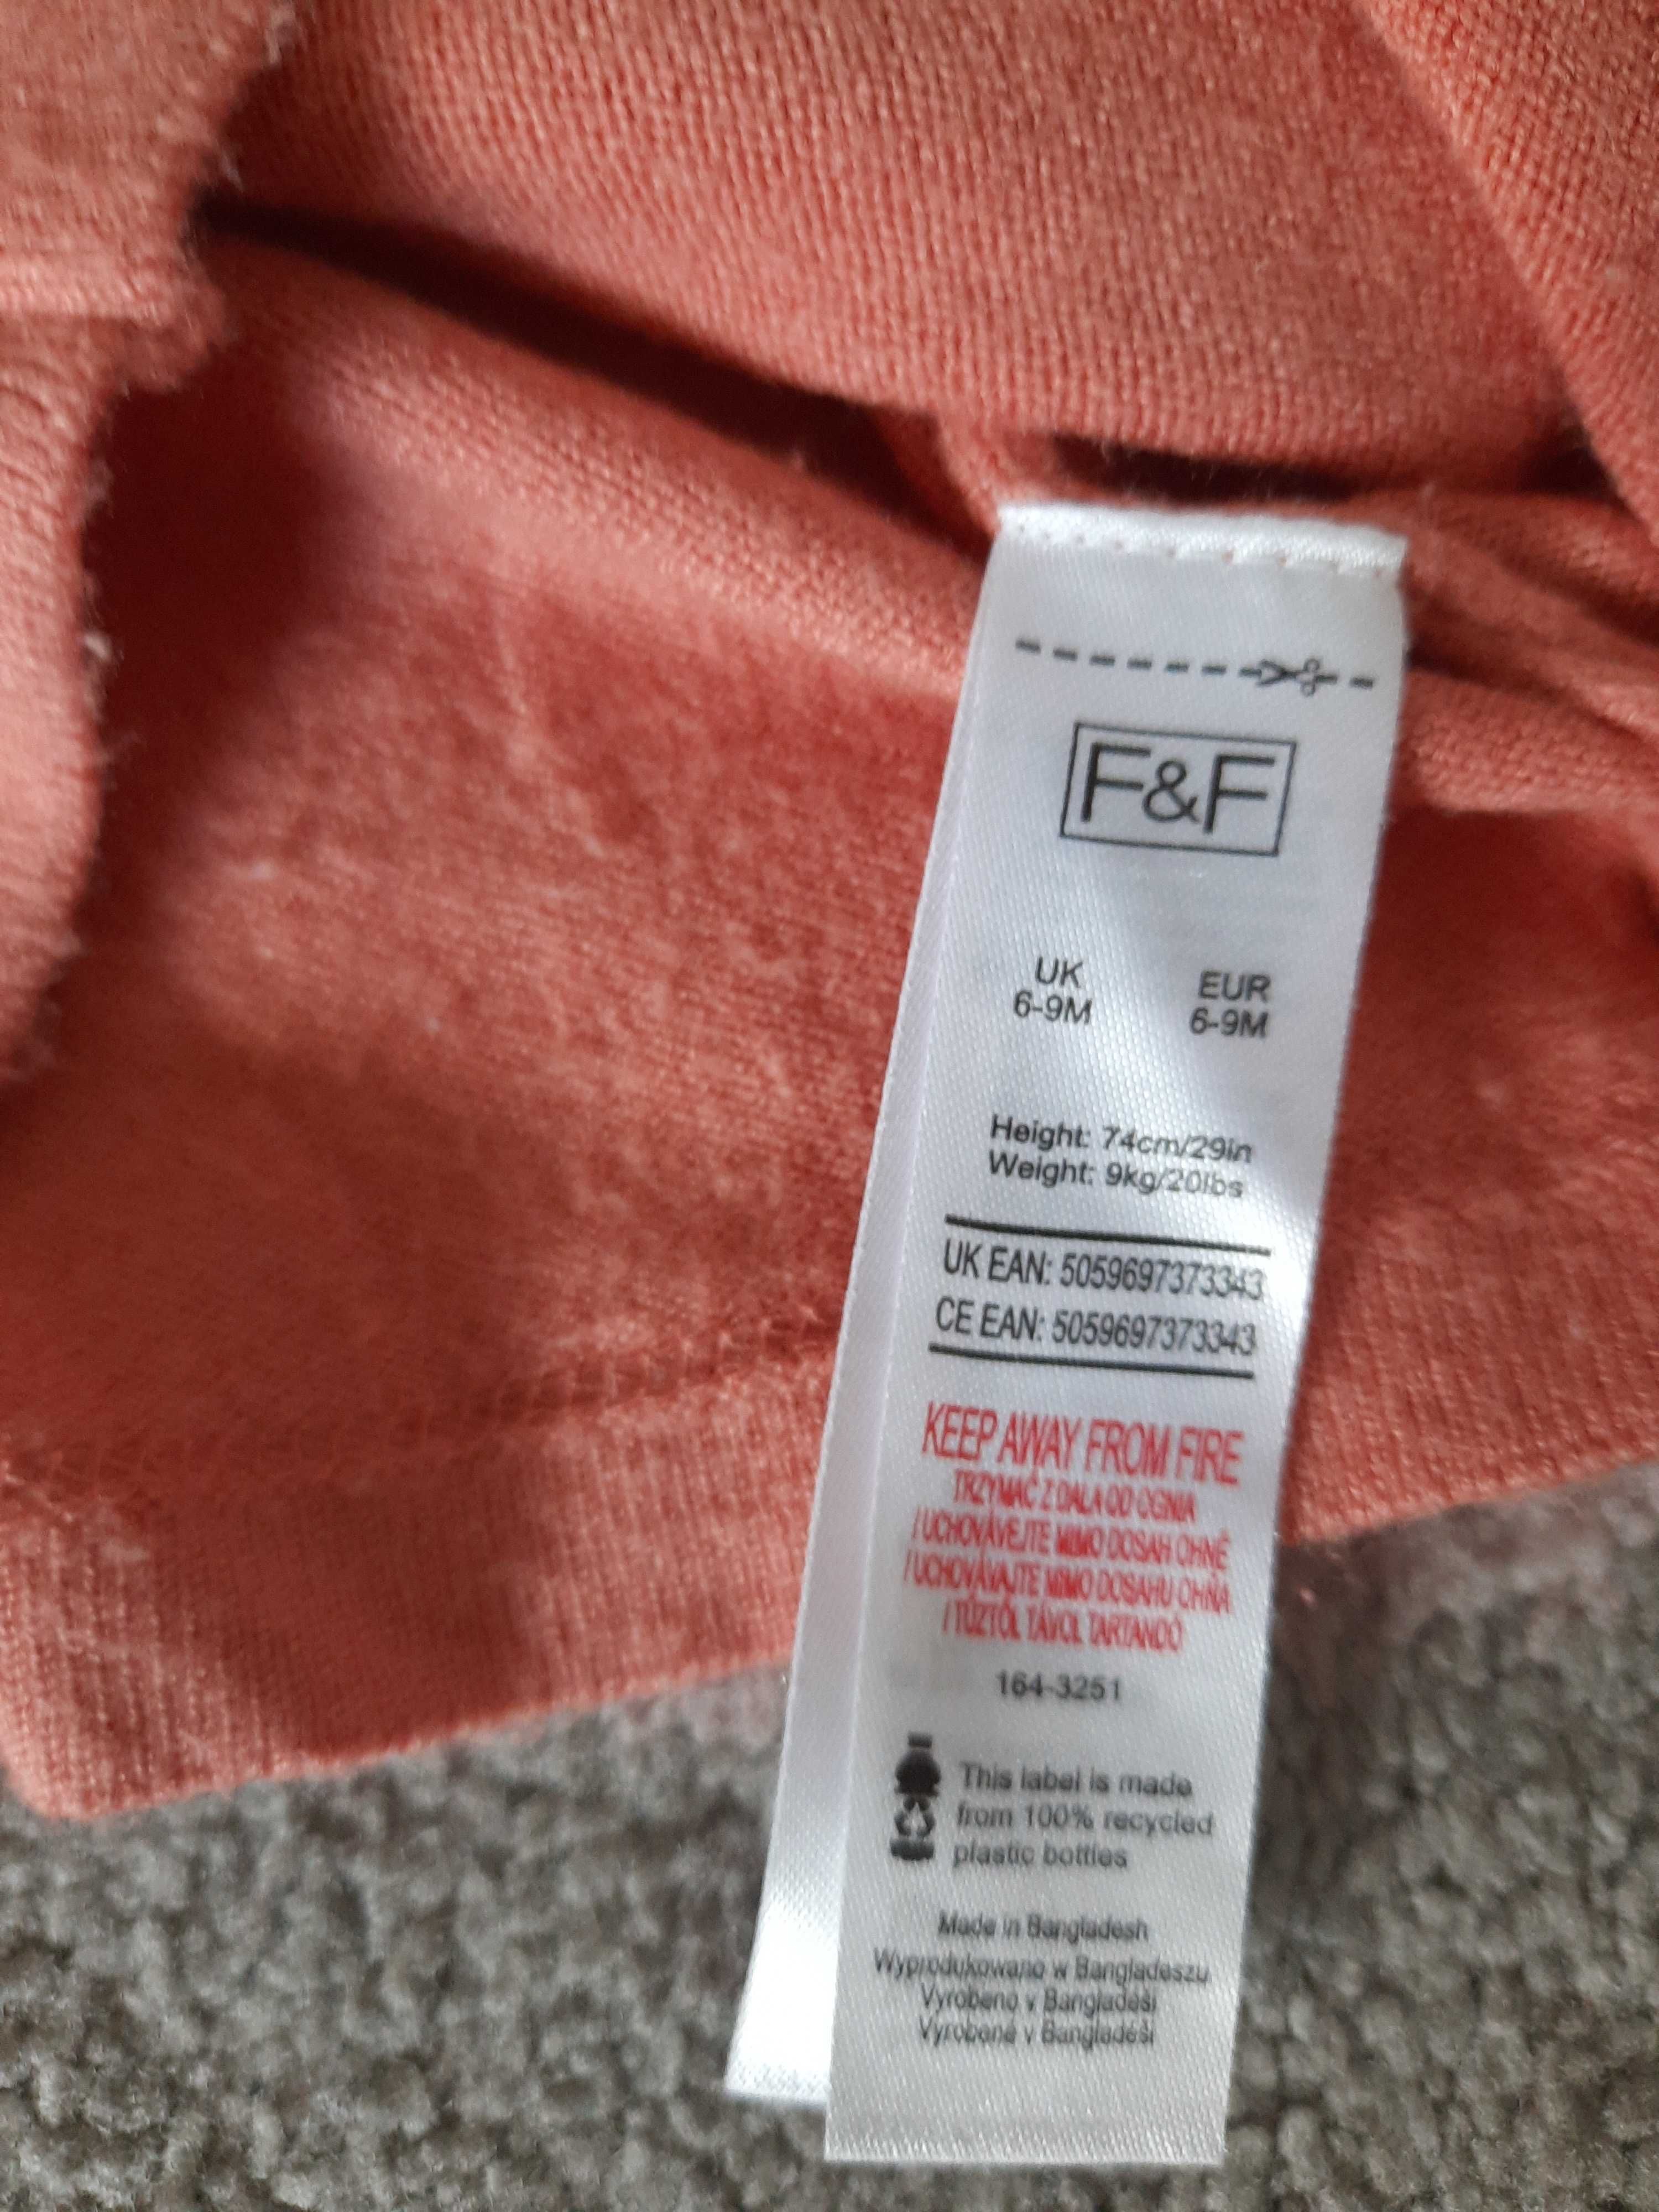 F&F
UK EUR
6-9M 6-9M
Height: 74cm/29in
Weight: 9kg/20lbs
UK EAN: 5059697373343
CE EAN: 5059697373343
KEEP AWAY FROM FIRE
TRZYMAĆ Z DALA OD OGNIA
/ UCHOVÁVEJTE MIMO DOSAH OHNĚ
/ UCHOVÁVAJTE MIMO DOSAHU OHŇA
/ TŰZTŐL TÁVOL TARTANDÓ
164-3251
This label is made
from 100% recycled
plastic bottles
Made in Bangladesh
Wyprodukowano w Bangladeszu
Vyrobeno v Bangladéši
Vyrobené v Bangladéši